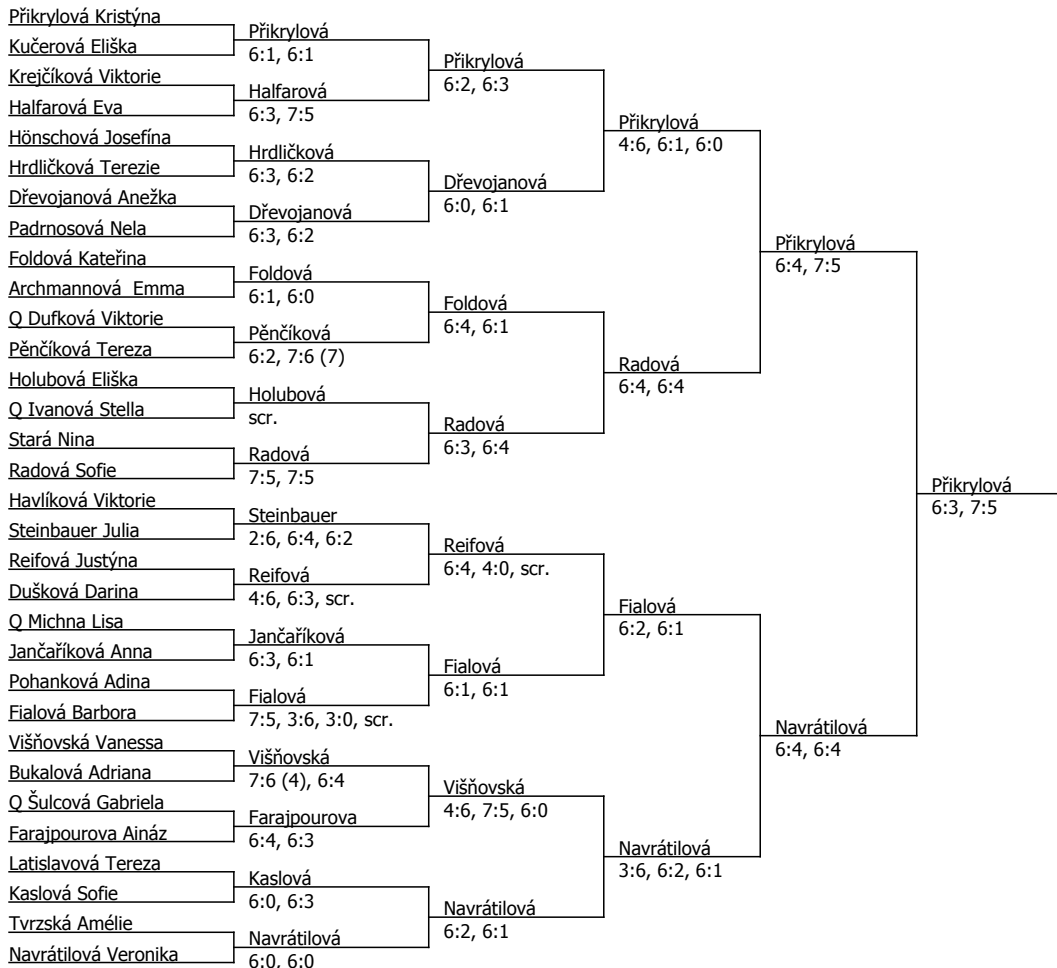 Přikrylová Kristýna
Kučerová Eliška
Krejčíková Viktorie
Halfarová Eva
Hönschová Josefína
Hrdličková Terezie
Dřevojanová Anežka
Padrnosová Nela
Foldová Kateřina
Archmannová Emma
Q Dufková Viktorie
Pěnčíková Tereza
Holubová Eliška
Q Ivanová Stella
Stará Nina
Radová Sofie
Havlíková Viktorie
Steinbauer Julia
Reifová Justýna
Dušková Darina
Q Michna Lisa
Jančaříková Anna
Pohanková Adina
Fialová Barbora
Višňovská Vanessa
Bukalová Adriana
Q Šulcová Gabriela
Farajpourova Aináz
Latislavová Tereza
Kaslová Sofie
Tvrzská Amélie
Navrátilová Veronika
Přikrylová
6:1, 6:1
Halfarová
6:3, 7:5
Hrdličková
6:3, 6:2
Dřevojanová
6:3, 6:2
Foldová
6:1, 6:0
Pěnčíková
6:2, 7:6 (7)
Holubová
scr.
Radová
7:5, 7:5
Steinbauer
2:6, 6:4, 6:2
Reifová
4:6, 6:3, scr.
Jančaříková
6:3, 6:1
Fialová
7:5, 3:6, 3:0, scr.
Višňovská
7:6 (4), 6:4
Farajpourova
6:4, 6:3
Kaslová
6:0, 6:3
Navrátilová
6:0, 6:0
Přikrylová
6:2, 6:3
Dřevojanová
6:0, 6:1
Foldová
6:4, 6:1
Radová
6:3, 6:4
Reifová
6:4, 4:0, scr.
Fialová
6:1, 6:1
Višňovská
4:6, 7:5, 6:0
Navrátilová
6:2, 6:1
Přikrylová
4:6, 6:1, 6:0
Radová
6:4, 6:4
Fialová
6:2, 6:1
Navrátilová
3:6, 6:2, 6:1
Přikrylová
6:4, 7:5
Navrátilová
6:4, 6:4
Přikrylová
6:3, 7:5